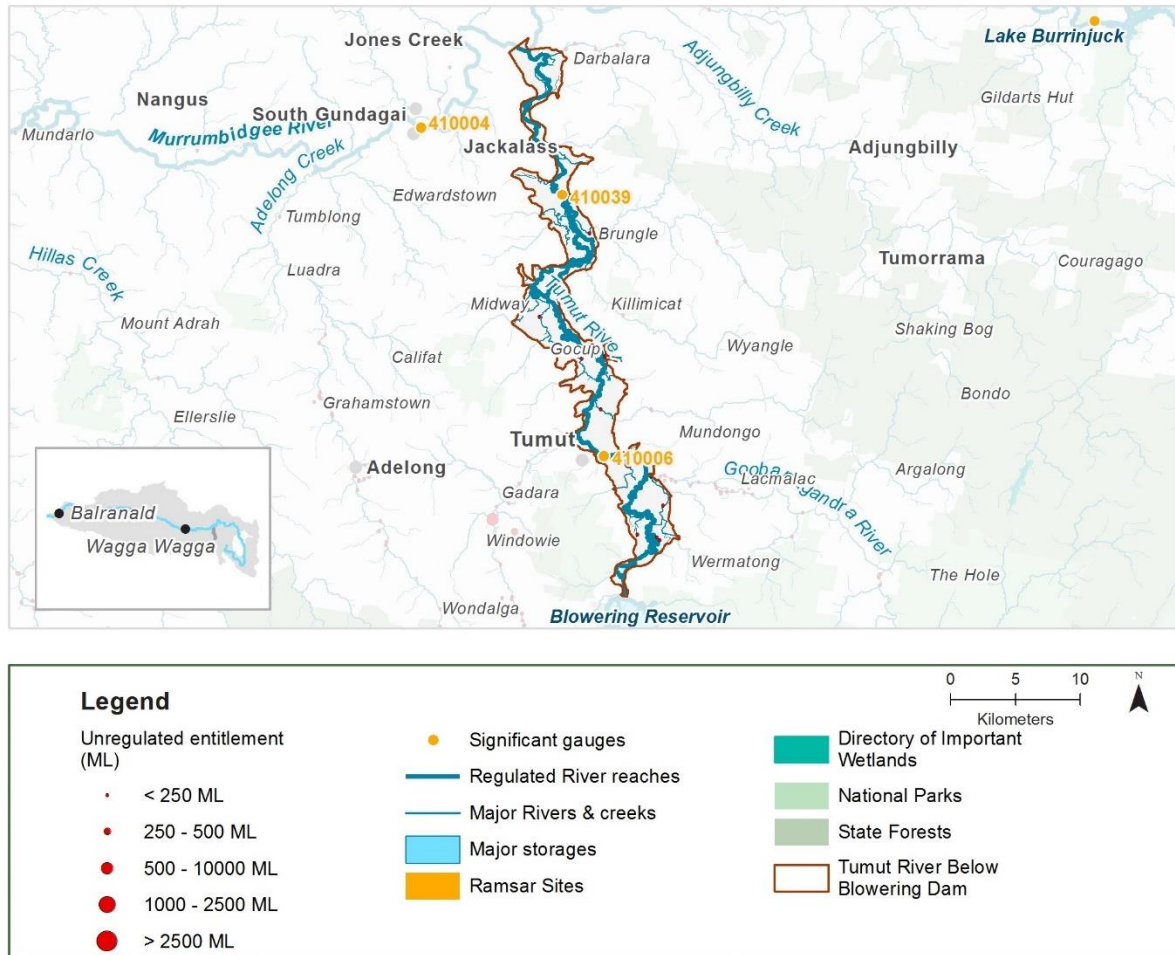 Lake Burrinjuck
Jones Creek
Darbalara
Adjungbilly Creek
Gildarts Hut
Nangus
South Gundagai
410004
Mundarlo
Murrumbidgee River
Jackalass
Adjungbilly
Adelong Creek
Edwardstown
410039
Tumblong
Brungle
Hillas Creek
Luadra
Tumorrama
Couragago
Tumut River
Midway
Killimicat
Mount Adrah
Shaking Bog
Califat
Gocup
Wyangle
Bondo
Grahamstown
Ellerslie
Tumut
Mundongo
410006
Adelong
Lacmalac
Argalong
Gadara
River
Balranald
Wagga Wagga
Windowie
Wermatong
The Hole
Wondalga
Blowering Reservoir
Legend
Unregulated entitlement
(ML)
< 250 ML
250 - 500 ML
500 - 10000 ML
1000 - 2500 ML
> 2500 ML
Significant gauges
Regulated River reaches
Major Rivers & creeks
Major storages
Ramsar Sites
0 5 10
Kilometers
N
Directory of Important
Wetlands
National Parks
State Forests
Tumut River Below
Blowering Dam